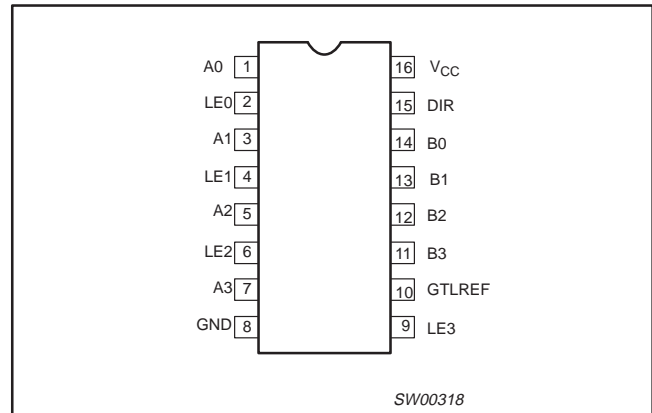 A0 1 16 VCC
LE0 2 15 DIR
A1 3 14 B0
LE1 4 13 B1
A2 5 12 B2
LE2 6 11 B3
A3 7 10 GTLREF
GND 8 9 LE3
SW00318